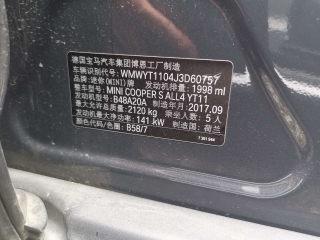 德国宝马汽车集团博恩工厂制造
车辆识别代号: WMWYT1104J3D60757
品牌: 迷你(MINI)牌 发动机排量: 1998 ml
整车型号: MINI COOPER S ALL4 YT11
发动机型号: B48A20A 制造年月: 2017.09
最大允许总质量: 2120 kg 乘坐人数: 5 人
发动机最大净功率: 141 kW 制造国: 荷兰
颜色/色号: B58/7